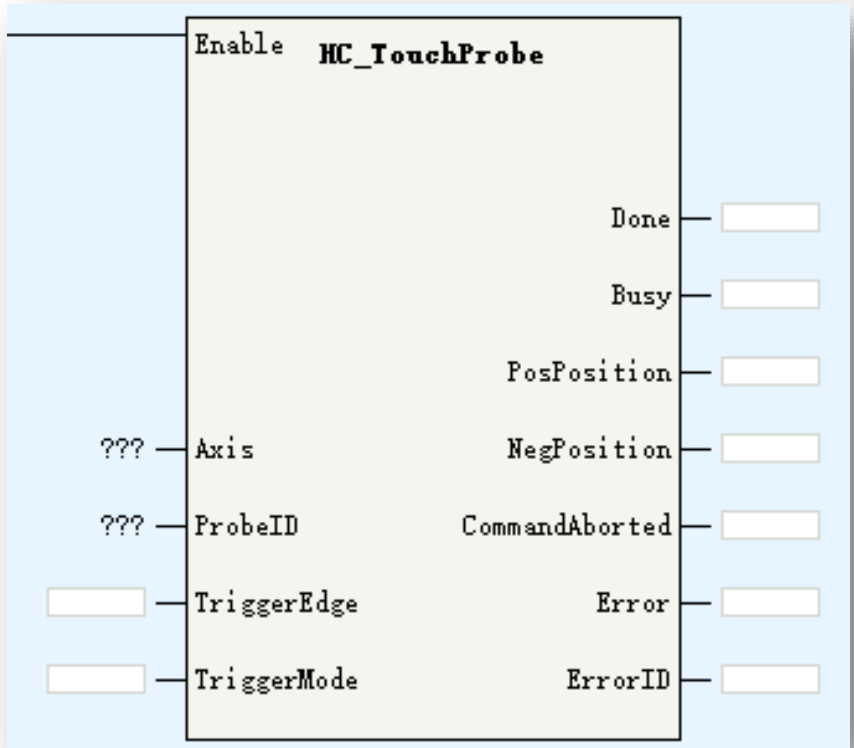 Enable
HC_TouchProbe
Done
Busy
PosPosition
??? Axis NegPosition
??? ProbeID CommandAborted
TriggerEdge Error
TriggerMode ErrorID